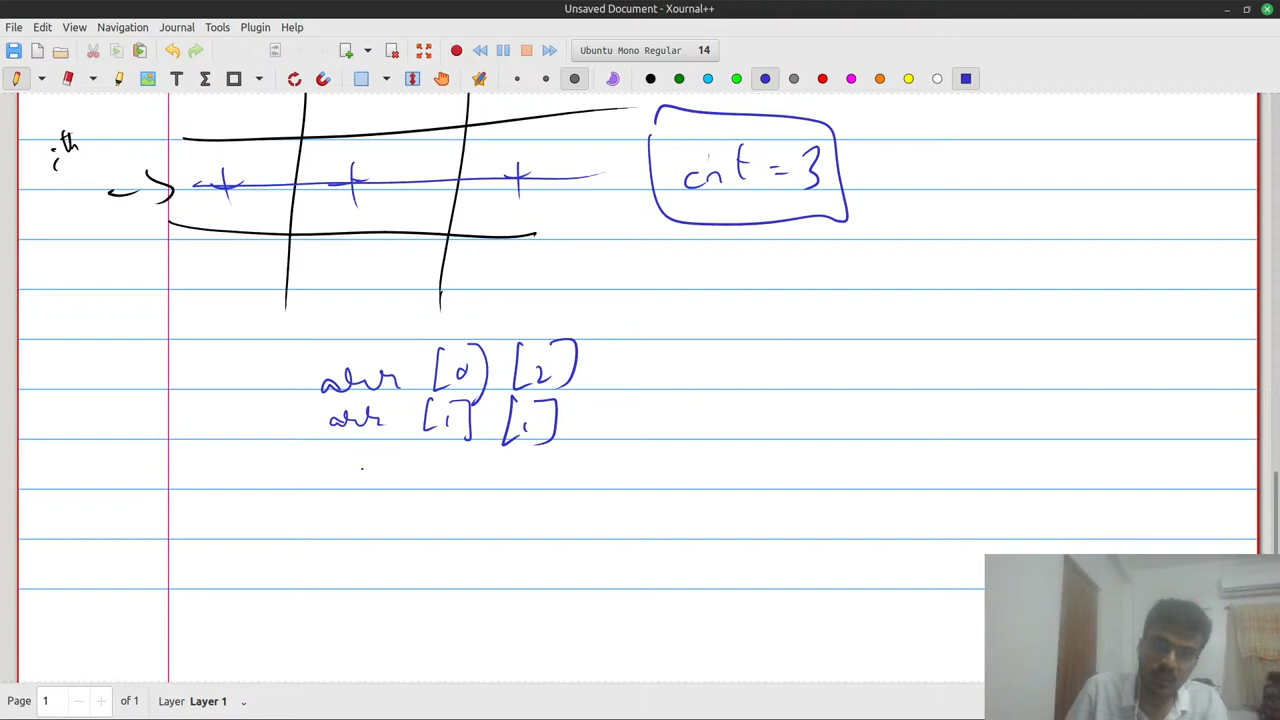 Unsaved Document - Xournal++
File Edit View Navigation Journal Tools Plugin Help
Ubuntu Mono Regular 14
ith
cnt = 3
arr [0] [2]
arr [1] [1]
Page 1 of 1 Layer Layer 1